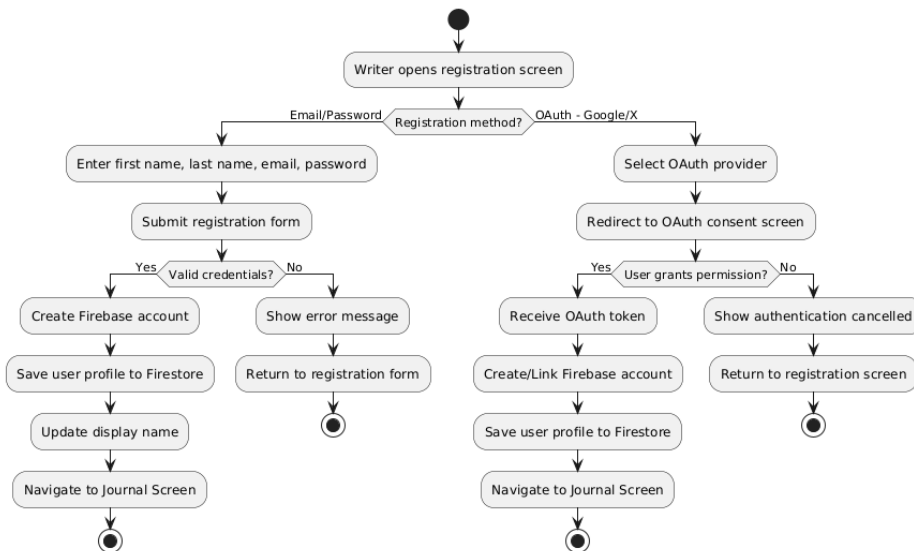 Writer opens registration screen
Email/Password
Registration method?
OAuth - Google/X
Enter first name, last name, email, password
Select OAuth provider
Submit registration form
Redirect to OAuth consent screen
Yes
Valid credentials?
No
Yes
User grants permission?
No
Create Firebase account
Show error message
Receive OAuth token
Show authentication cancelled
Save user profile to Firestore
Return to registration form
Create/Link Firebase account
Return to registration screen
Update display name
Save user profile to Firestore
Navigate to Journal Screen
Navigate to Journal Screen